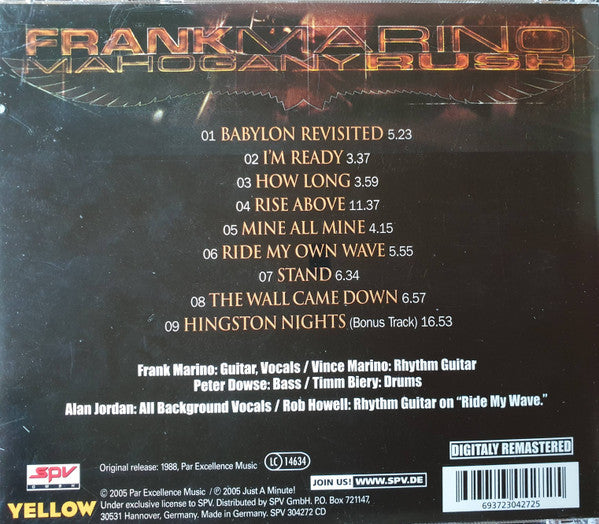 FRANK MARINO
MAHOGANY RUSH
01 BABYLON REVISITED 5.23
02 I'M READY 3.37
03 HOW LONG 3.59
04 RISE ABOVE 11.37
05 MINE ALL MINE 4.15
06 RIDE MY OWN WAVE 5.55
07 STAND 6.34
08 THE WALL CAME DOWN 6.57
09 HINGSTON NIGHTS (Bonus Track) 16.53
Frank Marino: Guitar, Vocals / Vince Marino: Rhythm Guitar
Peter Dowse: Bass / Timm Biery: Drums
Alan Jordan: All Background Vocals / Rob Howell: Rhythm Guitar on “Ride My Wave.”
DIGITALY REMASTERED
spv
Original release: 1988, Par Excellence Music
LC 14634
JOIN US! WWW.SPV.DE
YELLOW
© 2005 Par Excellence Music / ℗ 2005 Just A Minute!
Under exclusive license to SPV. Distributed by SPV GmbH. P.O. Box 721147,
30531 Hannover, Germany. Made in Germany. SPV 304272 CD
693723042725